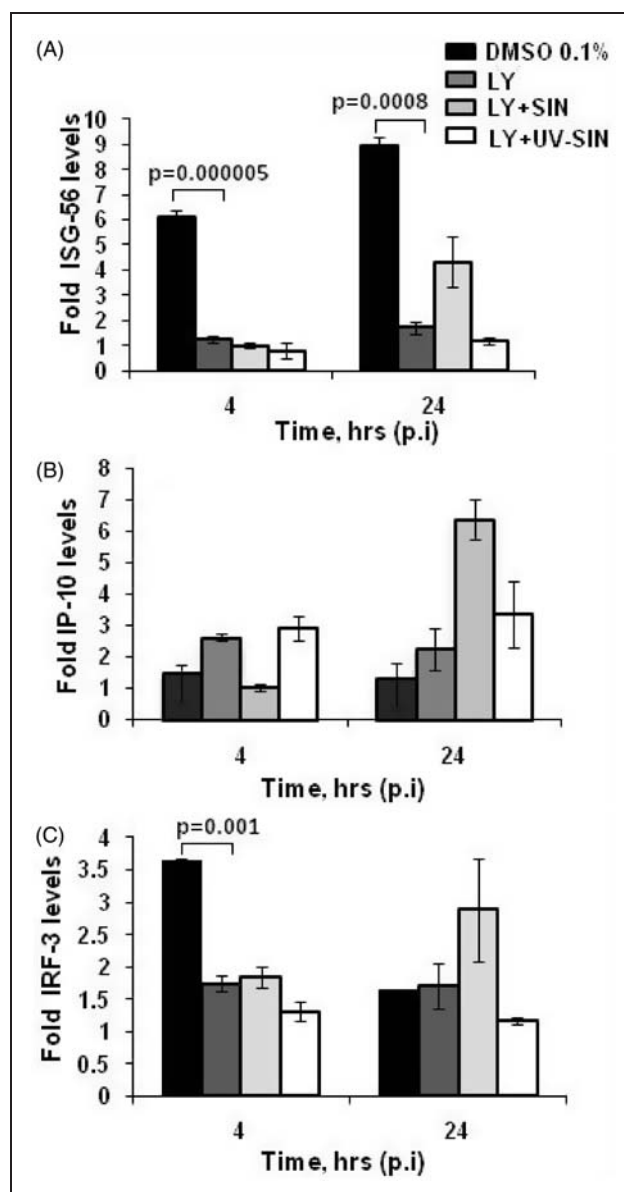 (A)
DMSO 0.1%
LY
LY+SIN
LY+UV-SIN
p=0.000005
p=0.0008
Fold ISG-56 levels
10
9
8
7
6
5
4
3
2
1
0
4
24
Time, hrs (p.i)
(B)
Fold IP-10 levels
8
7
6
5
4
3
2
1
0
4
24
Time, hrs (p.i)
(C)
p=0.001
Fold IRF-3 levels
4
3.5
3
2.5
2
1.5
1
0.5
0
4
24
Time, hrs (p.i)